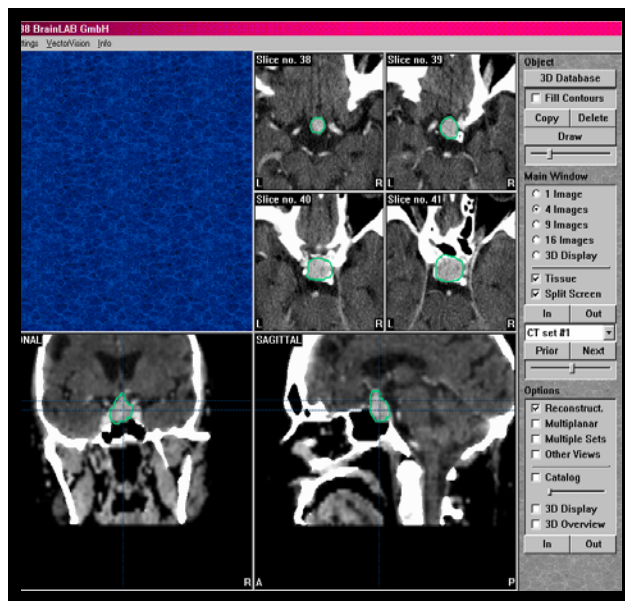 98 BrainLAB GmbH
ttings VectorVision Info
Slice no. 38
Slice no. 39
L
R
L
R
Slice no. 40
Slice no. 41
L
R
L
R
ONAL
SAGITTAL
R
A
P
Object
3D Database
Fill Contours
Copy Delete
Draw
Main Window
1 Image
4 Images
9 Images
16 Images
3D Display
Tissue
Split Screen
In Out
CT set #1
Prior Next
Options
Reconstruct.
Multiplanar
Multiple Sets
Other Views
Catalog
3D Display
3D Overview
In Out